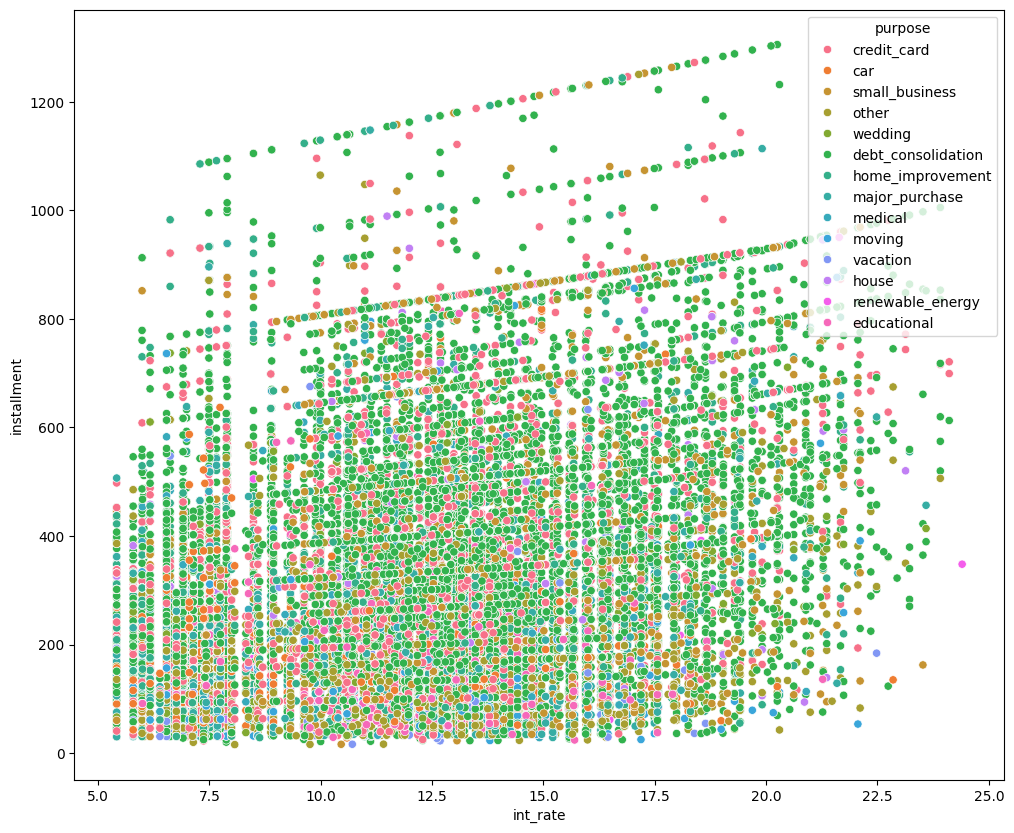 purpose
credit_card
car
small_business
other
wedding
debt_consolidation
home_improvement
major_purchase
medical
moving
vacation
house
renewable_energy
educational
installment
1200
1000
800
600
400
200
0
5.0 7.5 10.0 12.5 15.0 17.5 20.0 22.5 25.0
int_rate